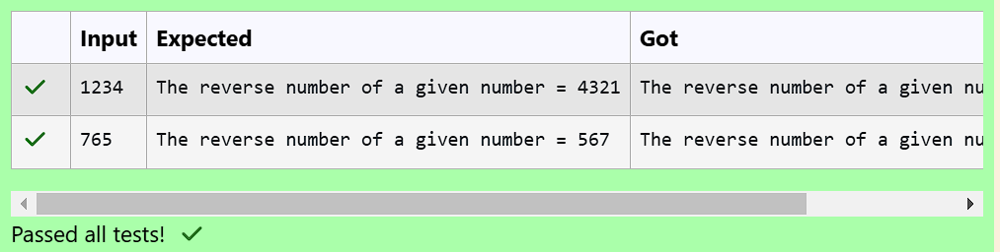 Input Expected Got
1234 The reverse number of a given number = 4321 The reverse number of a given nu
765 The reverse number of a given number = 567 The reverse number of a given nu
Passed all tests!